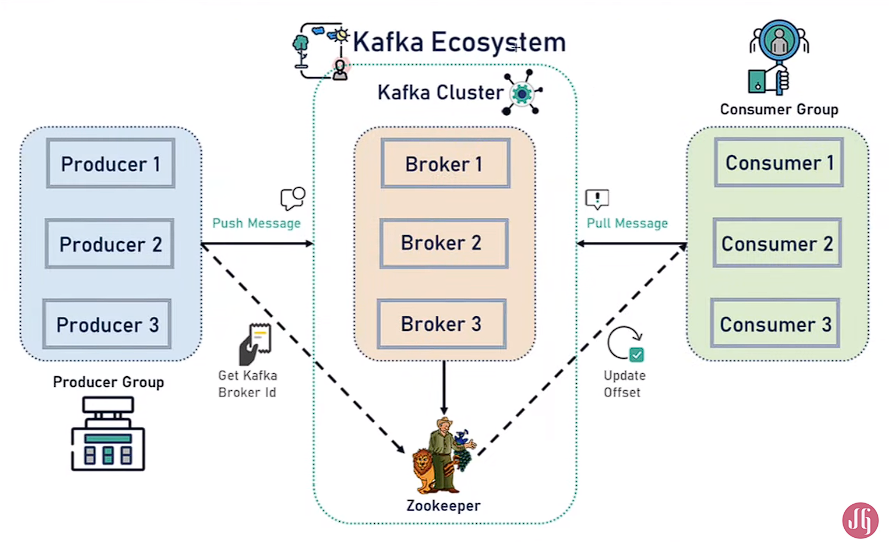 Kafka Ecosystem
Kafka Cluster
Consumer Group
Producer 1
Producer 2
Producer 3
Producer Group
Push Message
Get Kafka
Broker Id
Broker 1
Broker 2
Broker 3
Zookeeper
Pull Message
Update
Offset
Consumer 1
Consumer 2
Consumer 3